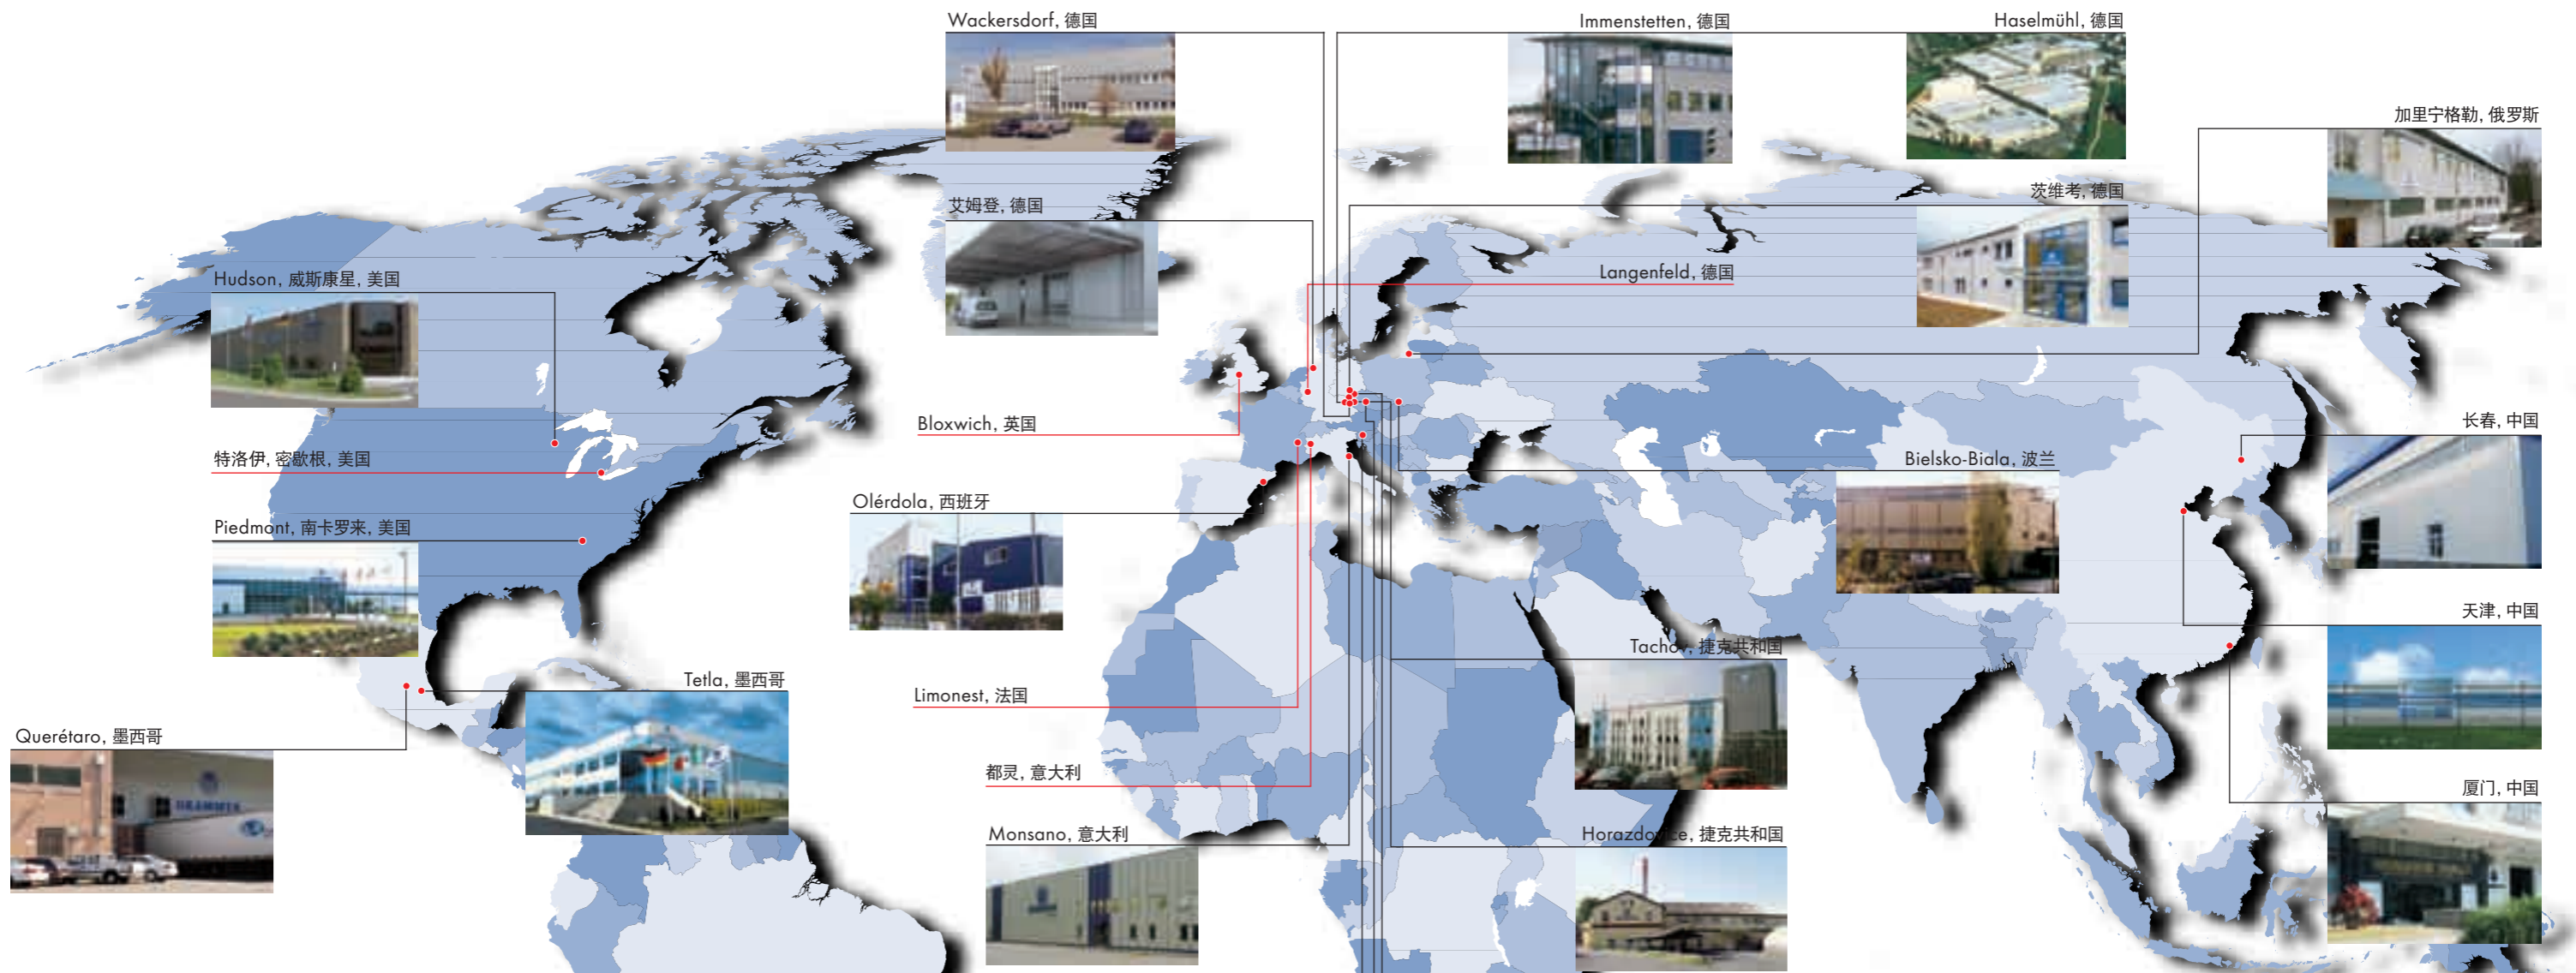 Wackersdorf, 德国
Immenstetten, 德国
Haselmühl, 德国
加里宁格勒, 俄罗斯
茨维考, 德国
艾姆登, 德国
Langenfeld, 德国
Hudson, 威斯康星, 美国
Bloxwich, 英国
长春, 中国
特洛伊, 密歇根, 美国
Bielsko-Biala, 波兰
Olérdola, 西班牙
Piedmont, 南卡罗来, 美国
天津, 中国
Tachov, 捷克共和国
Tetla, 墨西哥
Limonest, 法国
Querétaro, 墨西哥
都灵, 意大利
厦门, 中国
GRAMMER
Monsano, 意大利
Horazdovice, 捷克共和国